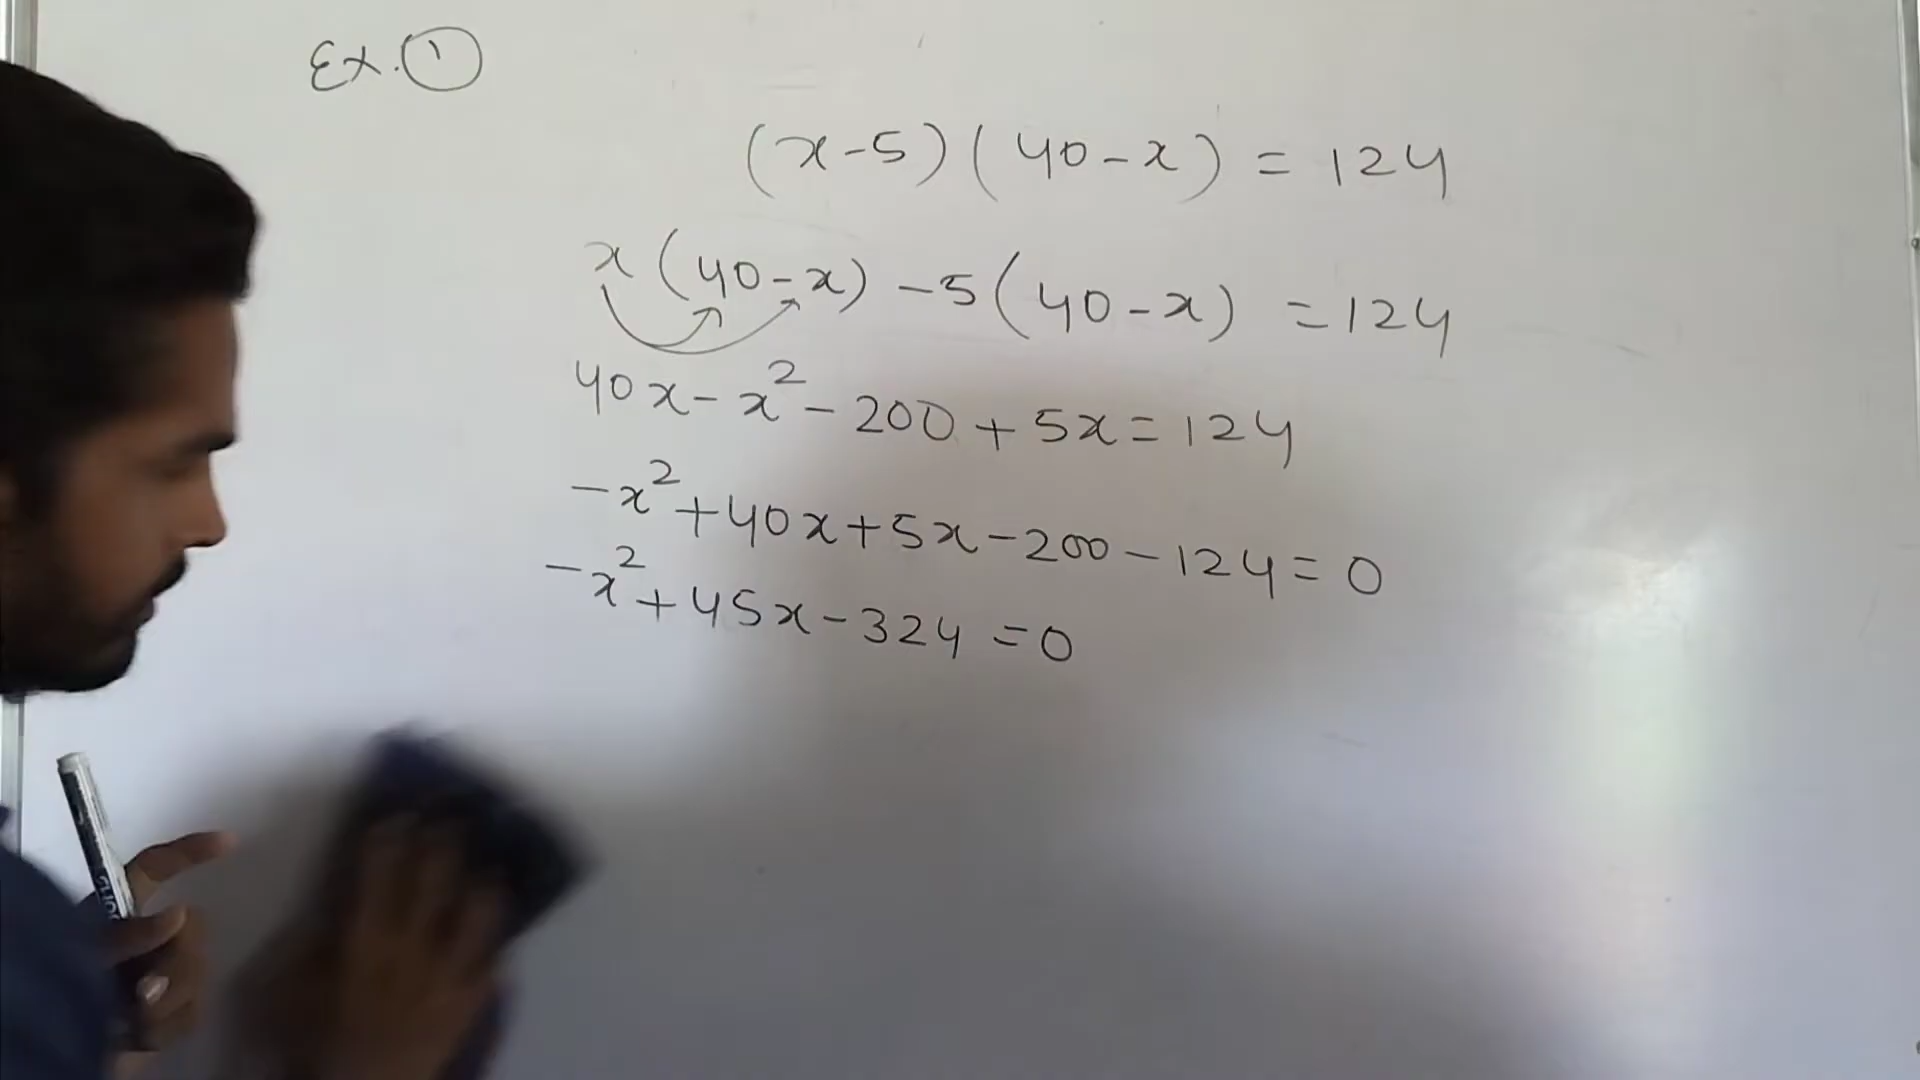 Ex. ①
(x-5)(40-x) = 124
x(40-x) -5(40-x) = 124
40x - x² - 200 + 5x = 124
-x² + 40x + 5x - 200 - 124 = 0
-x² + 45x - 324 = 0